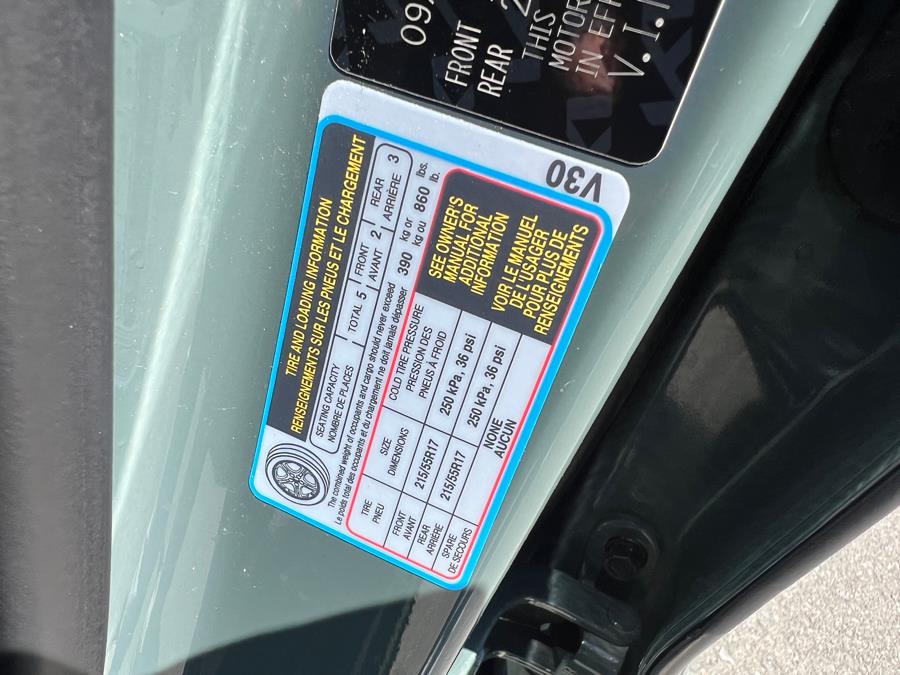 09/
FRONT 2
REAR
THIS
MOTOR
IN EFF
V.I.
V30
TIRE AND LOADING INFORMATION
RENSEIGNEMENTS SUR LES PNEUS ET LE CHARGEMENT
SEATING CAPACITY
NOMBRE DE PLACES
TOTAL 5
FRONT
AVANT
2
REAR
ARRIÈRE
3
The combined weight of occupants and cargo should never exceed 390 kg or 860 lbs.
Le poids total des occupants et du chargement ne doit jamais dépasser kg ou lb.
TIRE
PNEU
SIZE
DIMENSIONS
COLD TIRE PRESSURE
PRESSION DES
PNEUS À FROID
FRONT
AVANT
215/55R17
250 kPa, 36 psi
REAR
ARRIÈRE
215/55R17
250 kPa, 36 psi
SPARE
DE SECOURS
NONE
AUCUN
SEE OWNER'S
MANUAL FOR
ADDITIONAL
INFORMATION
VOIR LE MANUEL
DE L'USAGER
POUR PLUS DE
RENSEIGNEMENTS